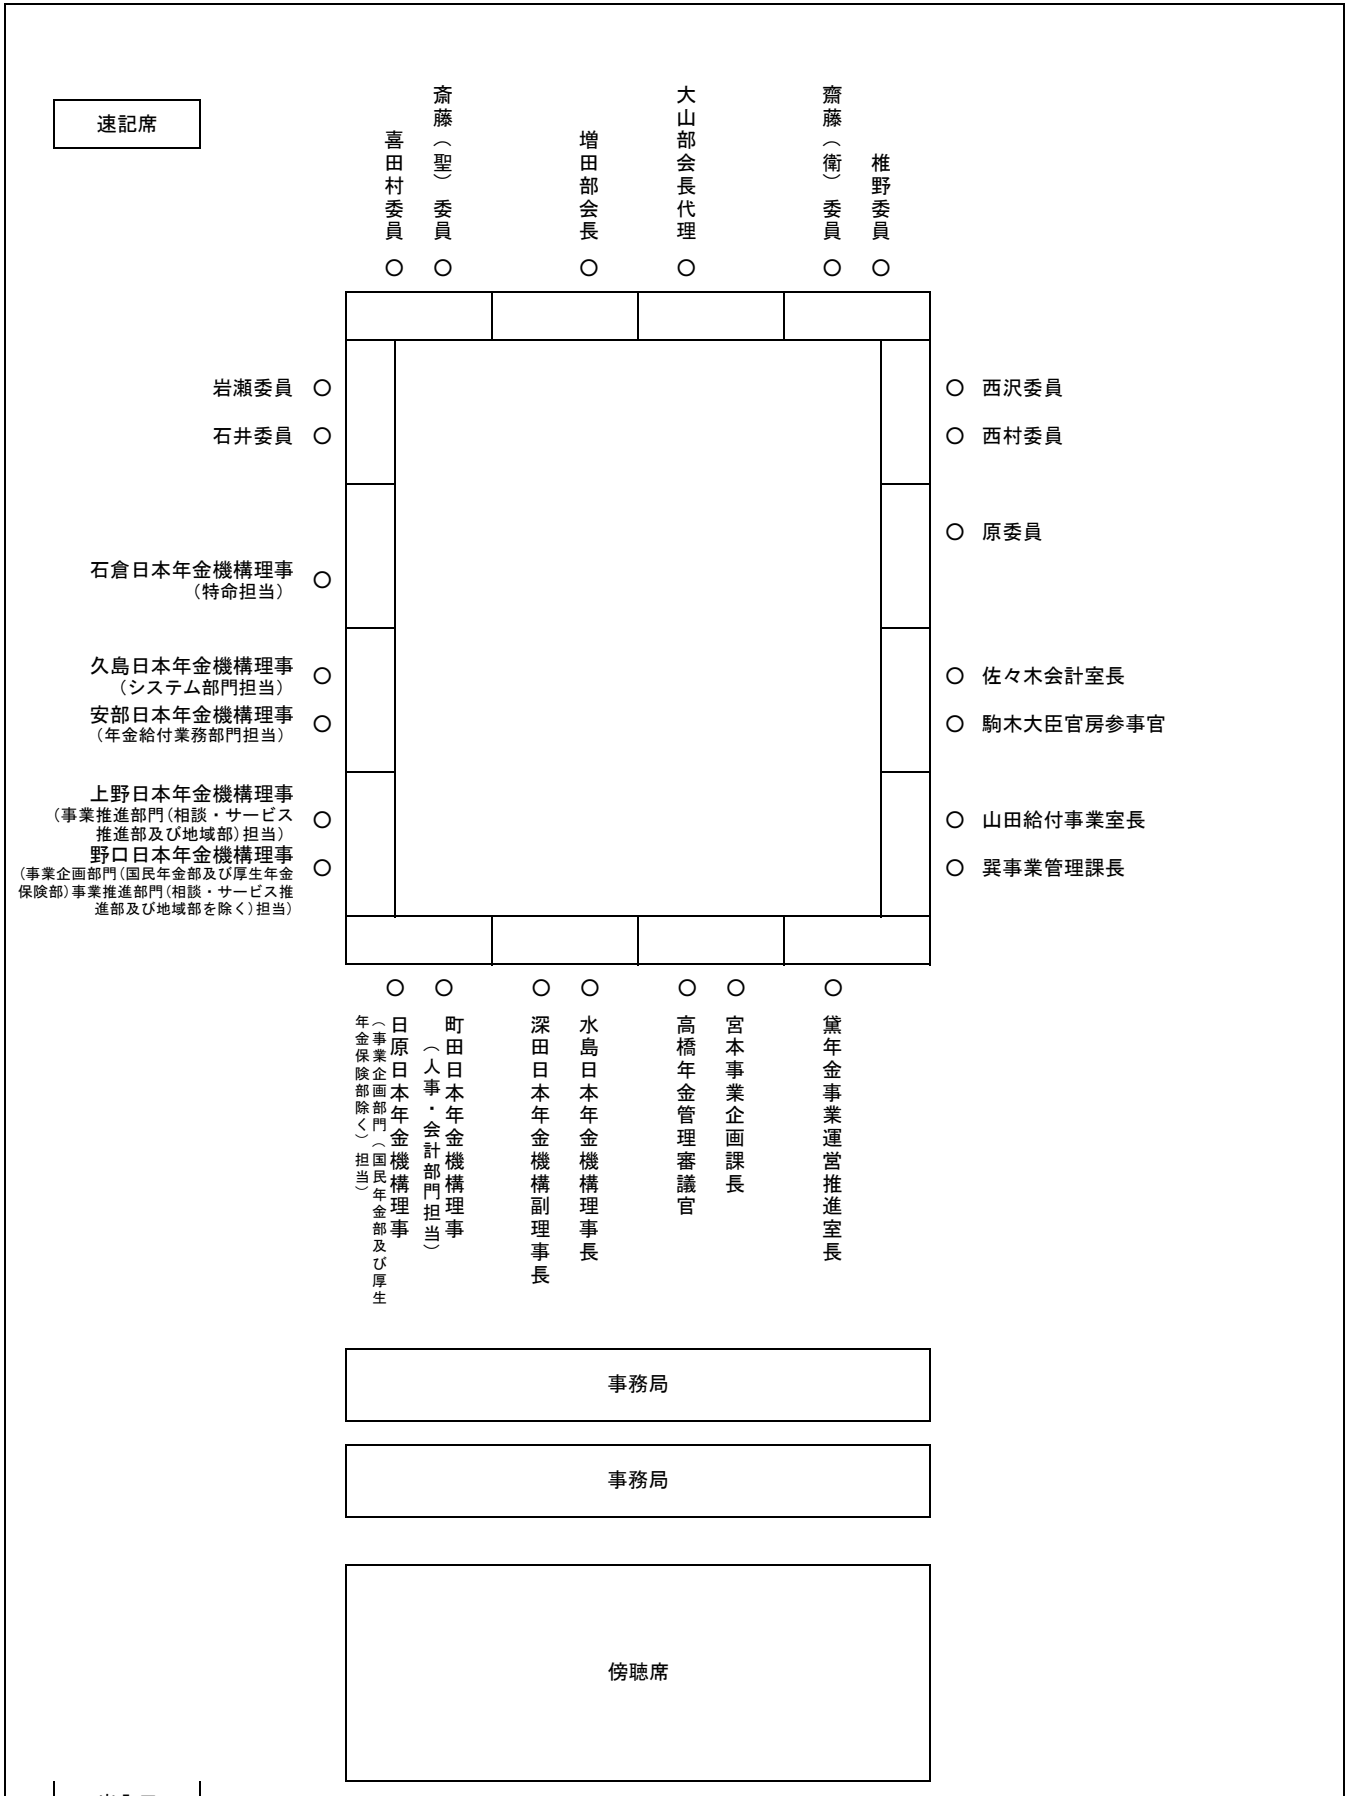 速記席
喜田村委員
斎藤（聖）委員
増田部会長
大山部会長代理
齋藤（衛）委員
椎野委員
岩瀬委員
石井委員
石倉日本年金機構理事
（特命担当）
久島日本年金機構理事
（システム部門担当）
安部日本年金機構理事
（年金給付業務部門担当）
上野日本年金機構理事
（事業推進部門（相談・サービス
推進部及び地域部）担当）
野口日本年金機構理事
（事業企画部門（国民年金部及び厚生年金
保険部）事業推進部門（相談・サービス推
進部及び地域部を除く）担当）
西沢委員
西村委員
原委員
佐々木会計室長
駒木大臣官房参事官
山田給付事業室長
巽事業管理課長
日原日本年金機構理事
（事業企画部門（国民年金部及び厚生
年金保険部除く）担当）
町田日本年金機構理事
（人事・会計部門担当）
深田日本年金機構副理事長
水島日本年金機構理事長
高橋年金管理審議官
宮本事業企画課長
黛年金事業運営推進室長
事務局
事務局
傍聴席